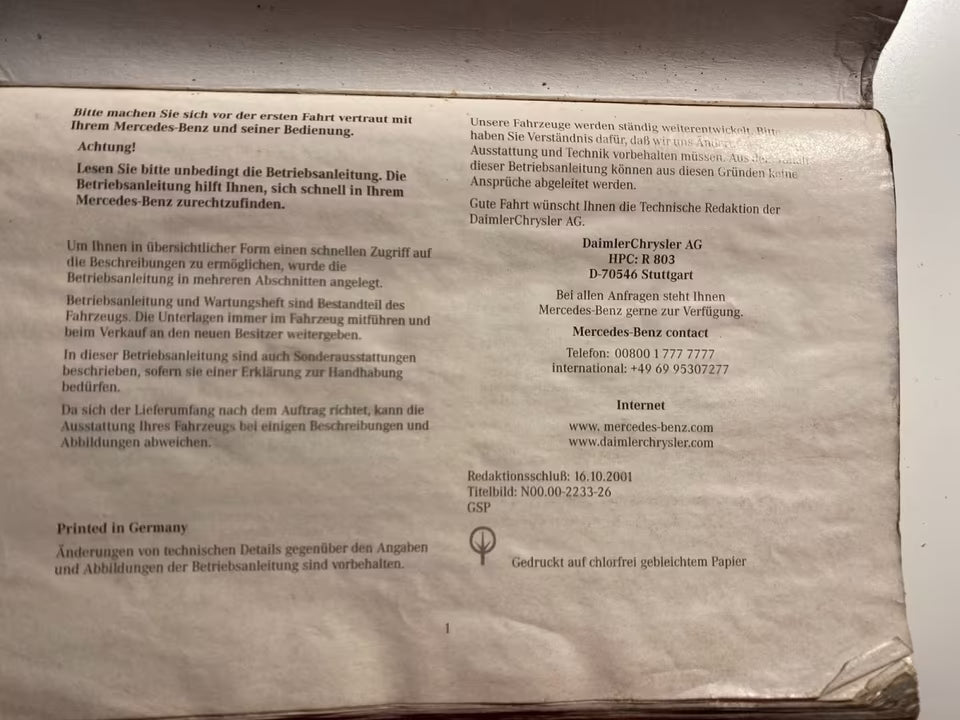 Bitte machen Sie sich vor der ersten Fahrt vertraut mit
Ihrem Mercedes-Benz und seiner Bedienung.
Achtung!
Lesen Sie bitte unbedingt die Betriebsanleitung. Die
Betriebsanleitung hilft Ihnen, sich schnell in Ihrem
Mercedes-Benz zurechtzufinden.
Um Ihnen in übersichtlicher Form einen schnellen Zugriff auf
die Beschreibungen zu ermöglichen, wurde die
Betriebsanleitung in mehreren Abschnitten angelegt.
Betriebsanleitung und Wartungsheft sind Bestandteil des
Fahrzeugs. Die Unterlagen immer im Fahrzeug mitführen und
beim Verkauf an den neuen Besitzer weitergeben.
In dieser Betriebsanleitung sind auch Sonderausstattungen
beschrieben, sofern sie einer Erklärung zur Handhabung
bedürfen.
Da sich der Lieferumfang nach dem Auftrag richtet, kann die
Ausstattung Ihres Fahrzeugs bei einigen Beschreibungen und
Abbildungen abweichen.
Printed in Germany
Änderungen von technischen Details gegenüber den Angaben
und Abbildungen der Betriebsanleitung sind vorbehalten.
Unsere Fahrzeuge werden ständig weiterentwickelt. Bitte
haben Sie Verständnis dafür, daß wir uns
Ausstattung und Technik vorbehalten müssen. Aus
dieser Betriebsanleitung können aus diesen Gründen keine
Ansprüche abgeleitet werden.
Gute Fahrt wünscht Ihnen die Technische Redaktion der
DaimlerChrysler AG.
DaimlerChrysler AG
HPC: R 803
D-70546 Stuttgart
Bei allen Anfragen steht Ihnen
Mercedes-Benz gerne zur Verfügung.
Mercedes-Benz contact
Telefon: 00800 1 777 7777
international: +49 69 95307277
Internet
www. mercedes-benz.com
www.daimlerchrysler.com
Redaktionsschluß: 16.10.2001
Titelbild: N00.00-2233-26
GSP
Gedruckt auf chlorfrei gebleichtem Papier
1